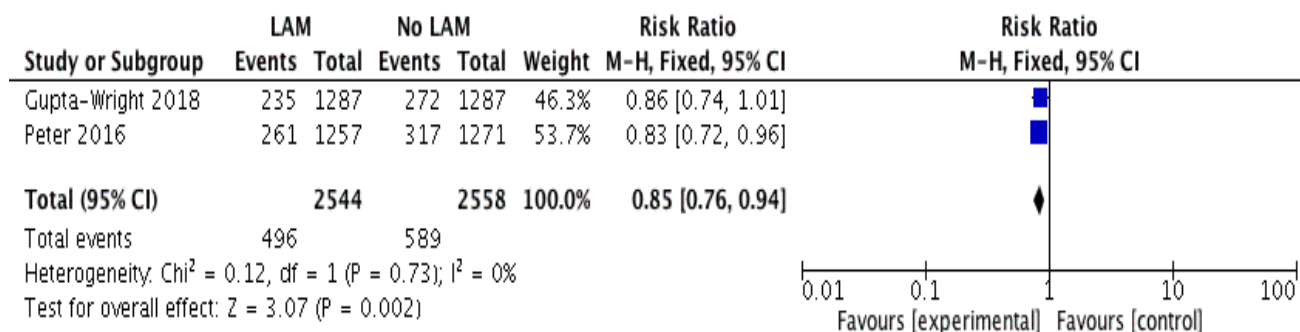 LAM No LAM Risk Ratio Risk Ratio
Study or Subgroup Events Total Events Total Weight M-H, Fixed, 95% CI M-H, Fixed, 95% CI
Gupta-Wright 2018 235 1287 272 1287 46.3% 0.86 [0.74, 1.01]
Peter 2016 261 1257 317 1271 53.7% 0.83 [0.72, 0.96]
Total (95% CI) 2544 2558 100.0% 0.85 [0.76, 0.94]
Total events 496 589
Heterogeneity: Chi² = 0.12, df = 1 (P = 0.73); I² = 0%
Test for overall effect: Z = 3.07 (P = 0.002)
0.01 0.1 1 10 100
Favours [experimental] Favours [control]